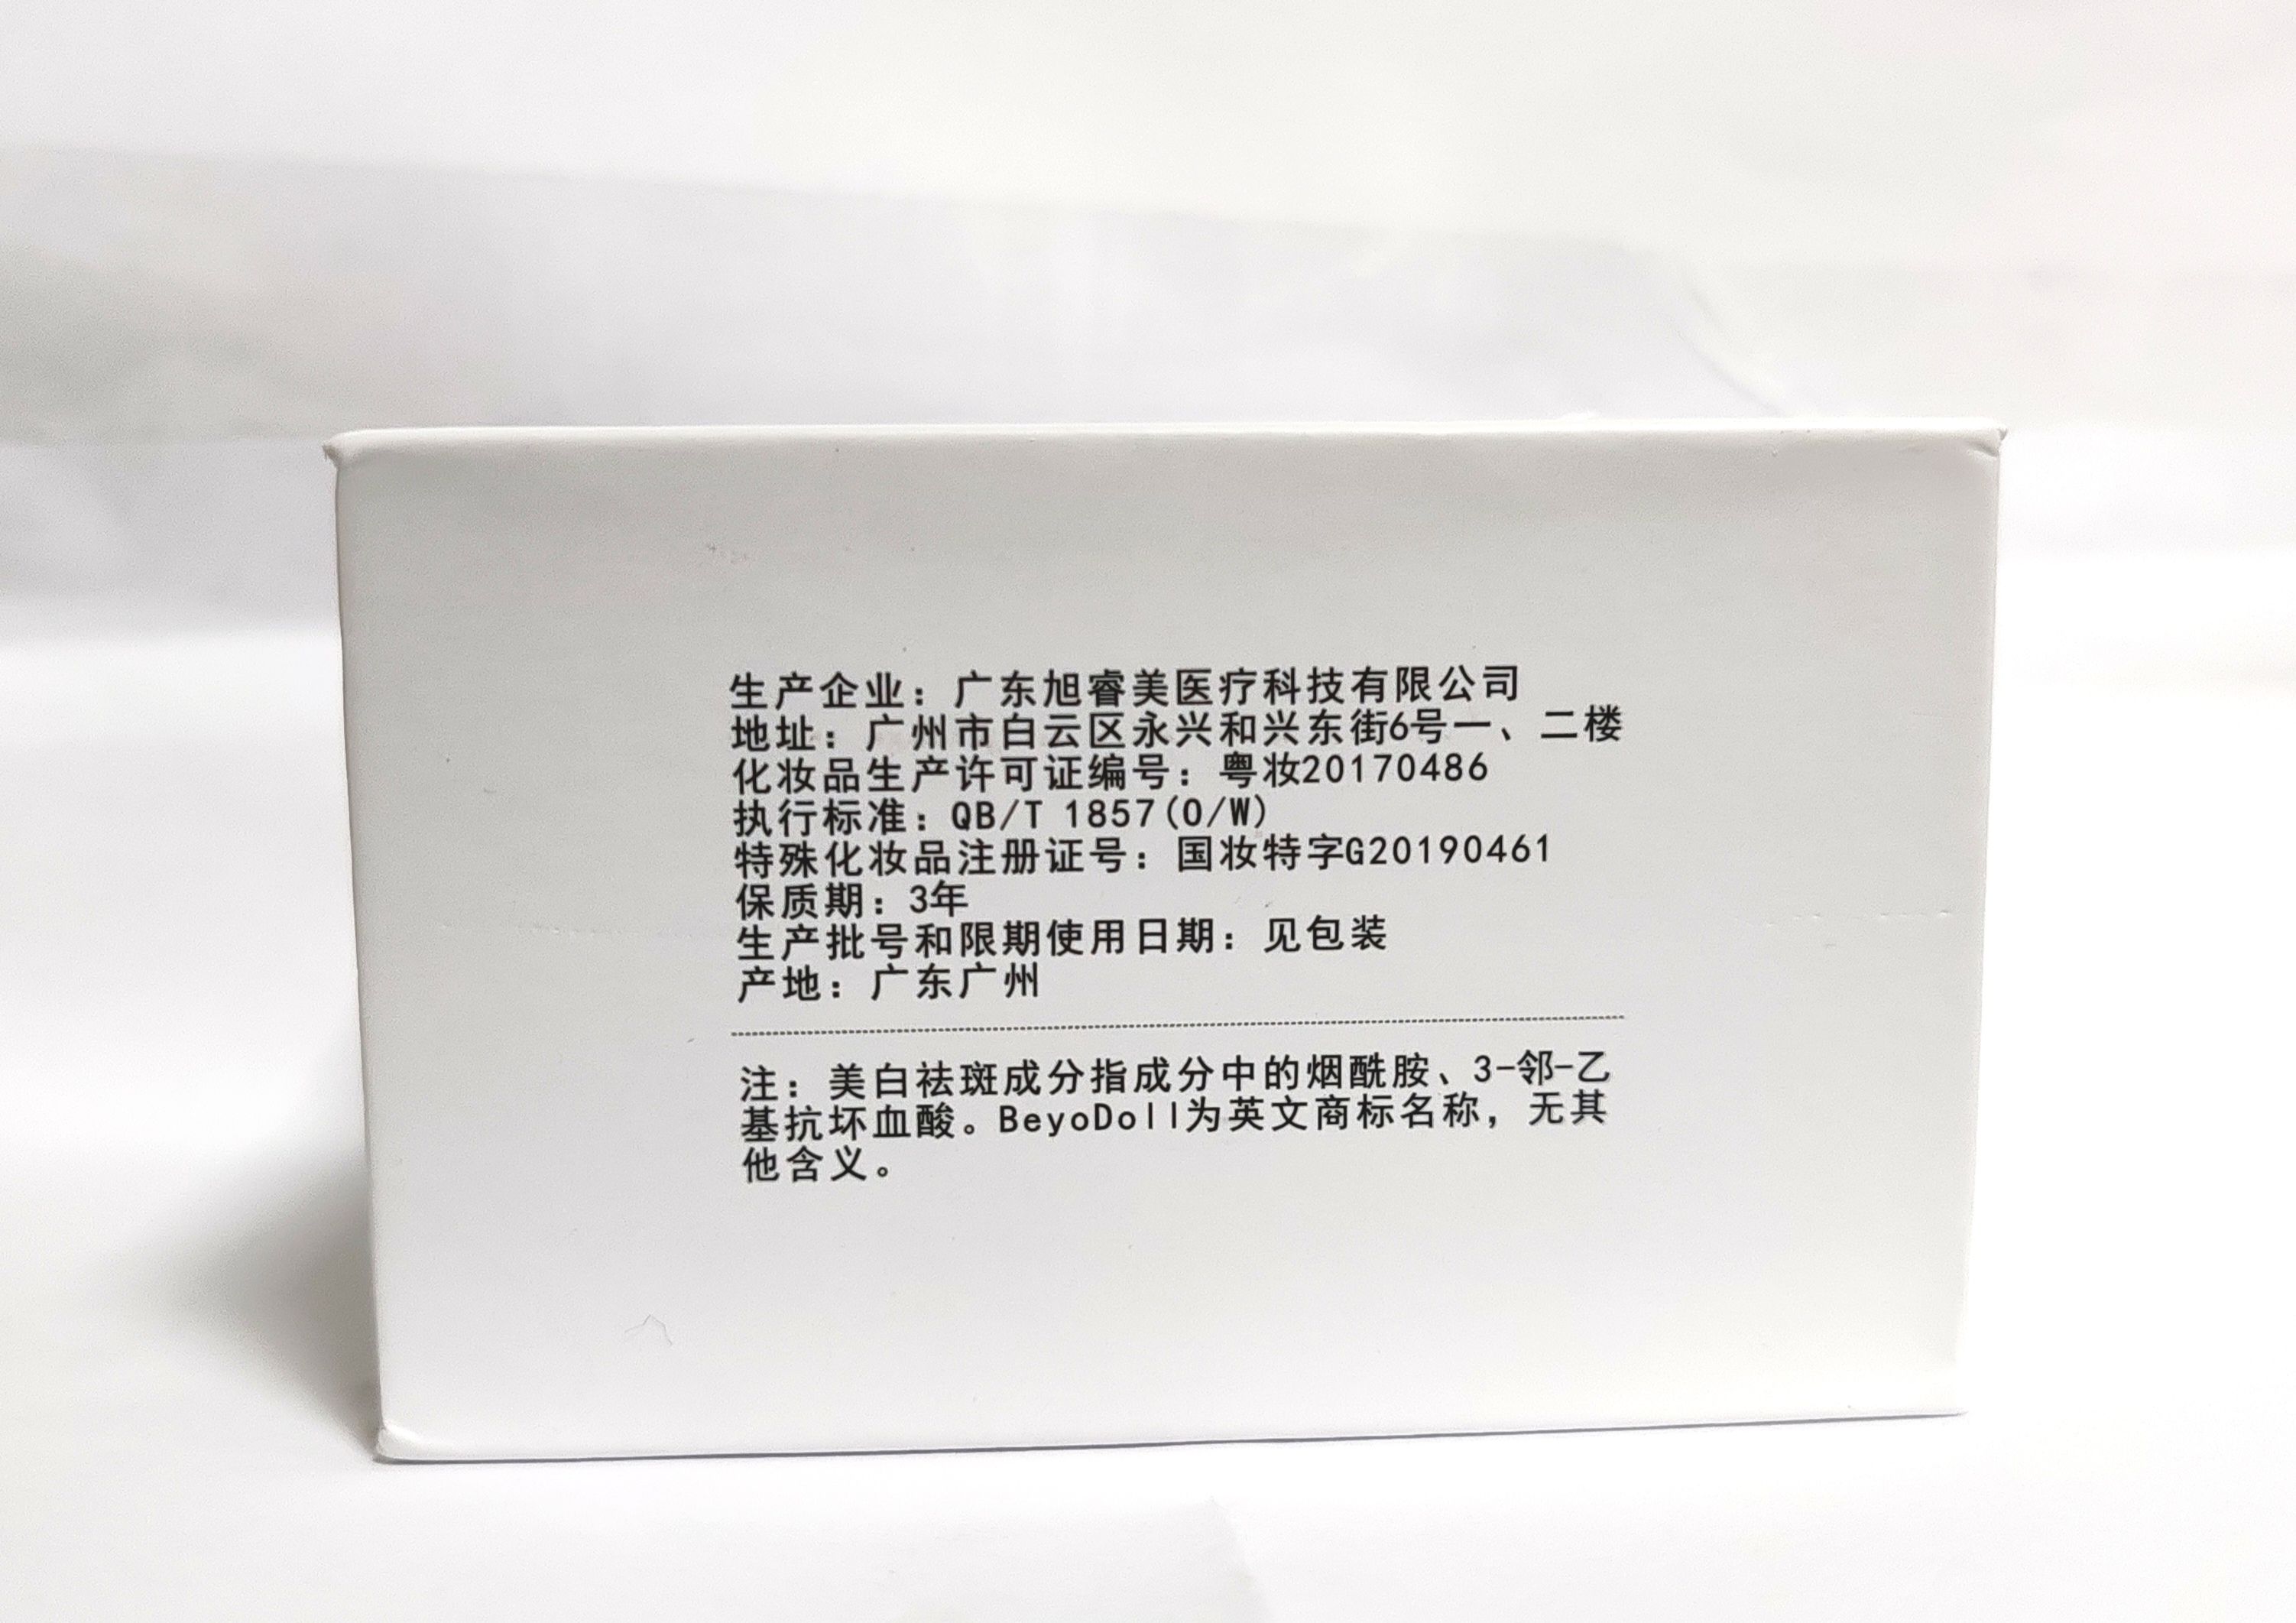 生产企业：广东旭睿美医疗科技有限公司
地址：广州市白云区永兴和兴东街6号一、二楼
化妆品生产许可证编号：粤妆20170486
执行标准：QB/T 1857(O/W)
特殊化妆品注册证号：国妆特字G20190461
保质期：3年
生产批号和限期使用日期：见包装
产地：广东广州
注：美白祛斑成分指成分中的烟酰胺、3-邻-乙
基抗坏血酸。BeyoDoll为英文商标名称，无其
他含义。